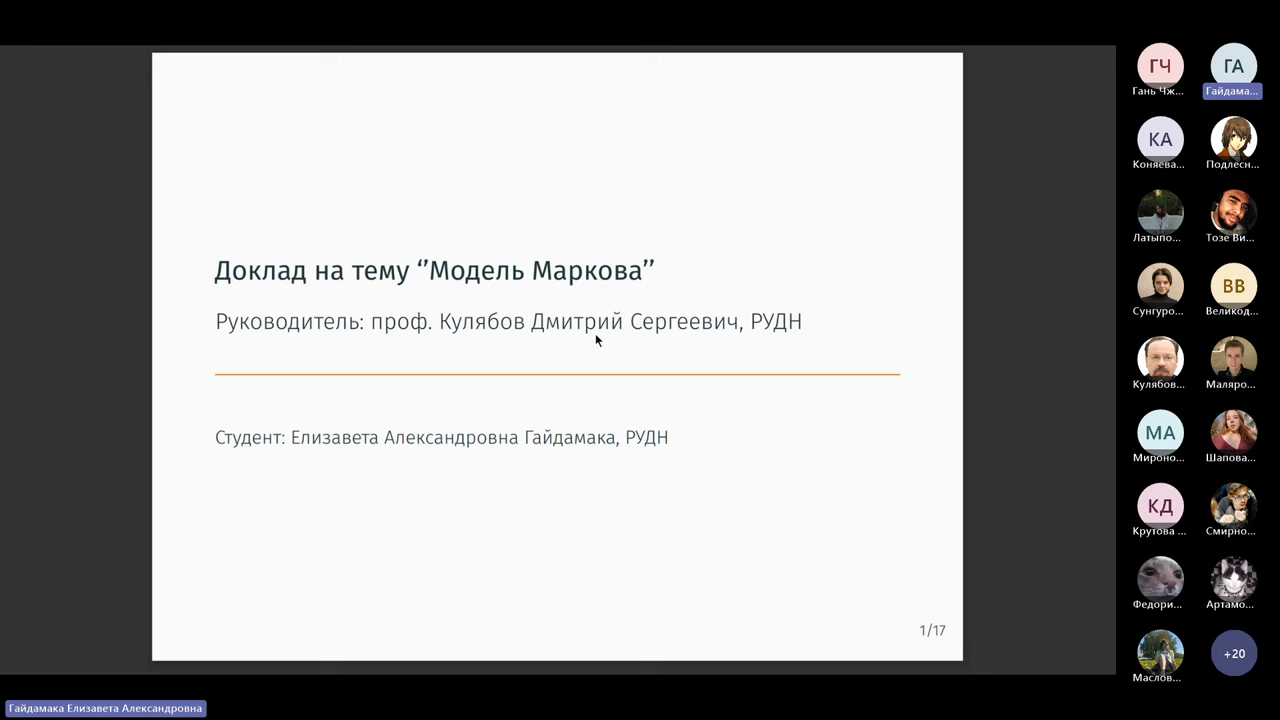 Доклад на тему ‘’Модель Маркова’’
Руководитель: проф. Кулябов Дмитрий Сергеевич, РУДН
Студент: Елизавета Александровна Гайдамака, РУДН
1/17
ГЧ
Гань Чж...
ГА
Гайдама...
КА
Коняева...
Подлесн...
Латыпо...
Тозе Ви...
Сунгуро...
ВВ
Великод...
Кулябов...
Маляро...
МА
Мироно...
Шапова...
КД
Крутова ...
Смирно...
Федори...
Артамо...
Маслов...
+20
Гайдамака Елизавета Александровна